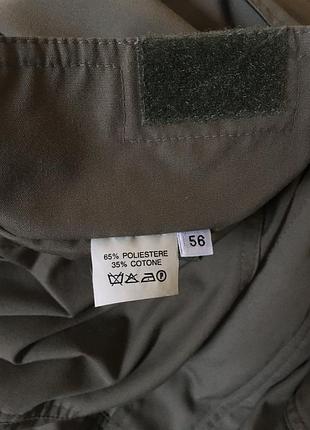 65% POLIESTERE
35% COTONE
56